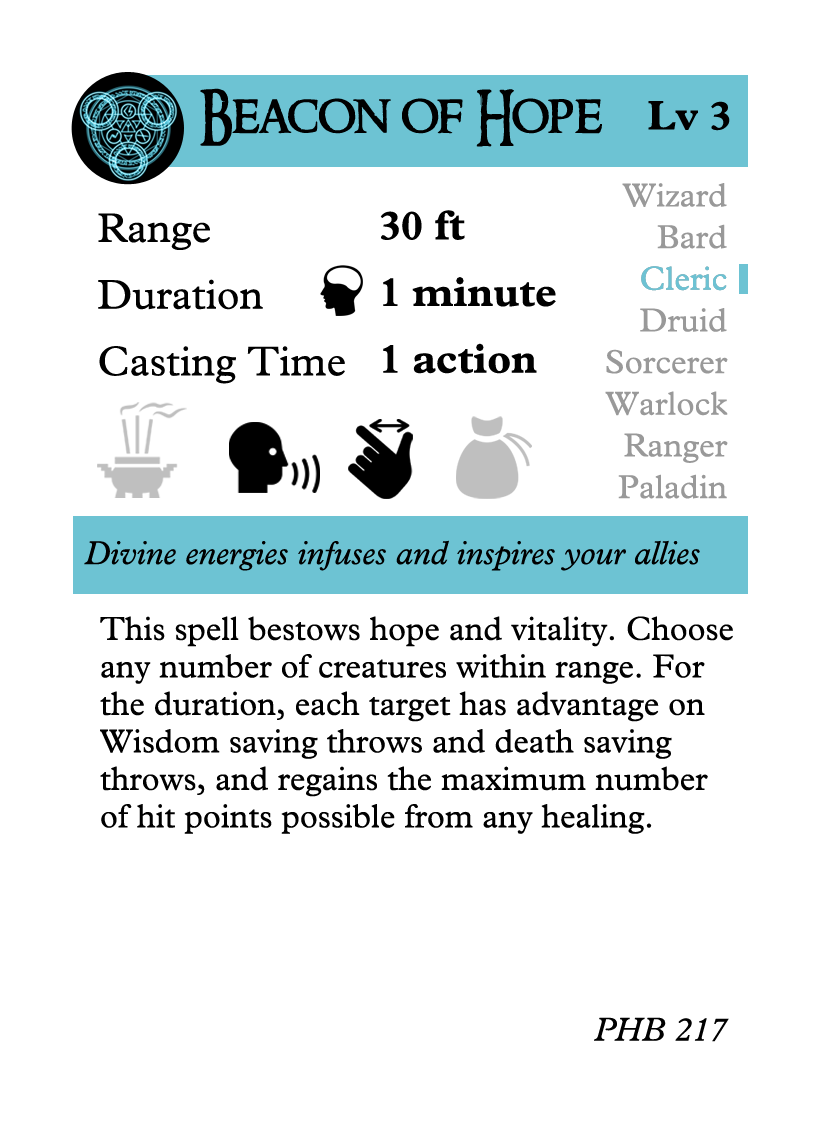 Beacon of Hope Lv 3
Range 30 ft
Duration 1 minute
Casting Time 1 action
Wizard
Bard
Cleric
Druid
Sorcerer
Warlock
Ranger
Paladin
Divine energies infuses and inspires your allies
This spell bestows hope and vitality. Choose
any number of creatures within range. For
the duration, each target has advantage on
Wisdom saving throws and death saving
throws, and regains the maximum number
of hit points possible from any healing.
PHB 217